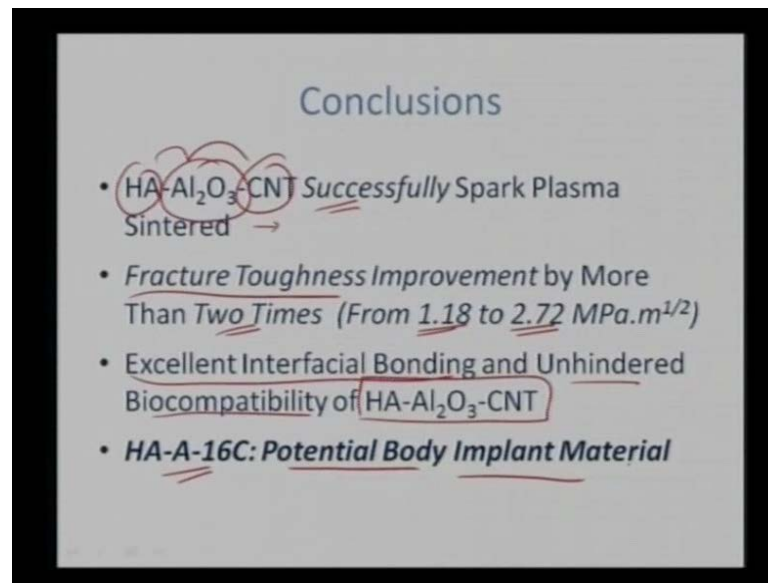 Conclusions
• HA-Al₂O₃-CNT Successfully Spark Plasma
Sintered →
• Fracture Toughness Improvement by More
Than Two Times (From 1.18 to 2.72 MPa.m¹/²)
• Excellent Interfacial Bonding and Unhindered
Biocompatibility of HA-Al₂O₃-CNT
• HA-A-16C: Potential Body Implant Material